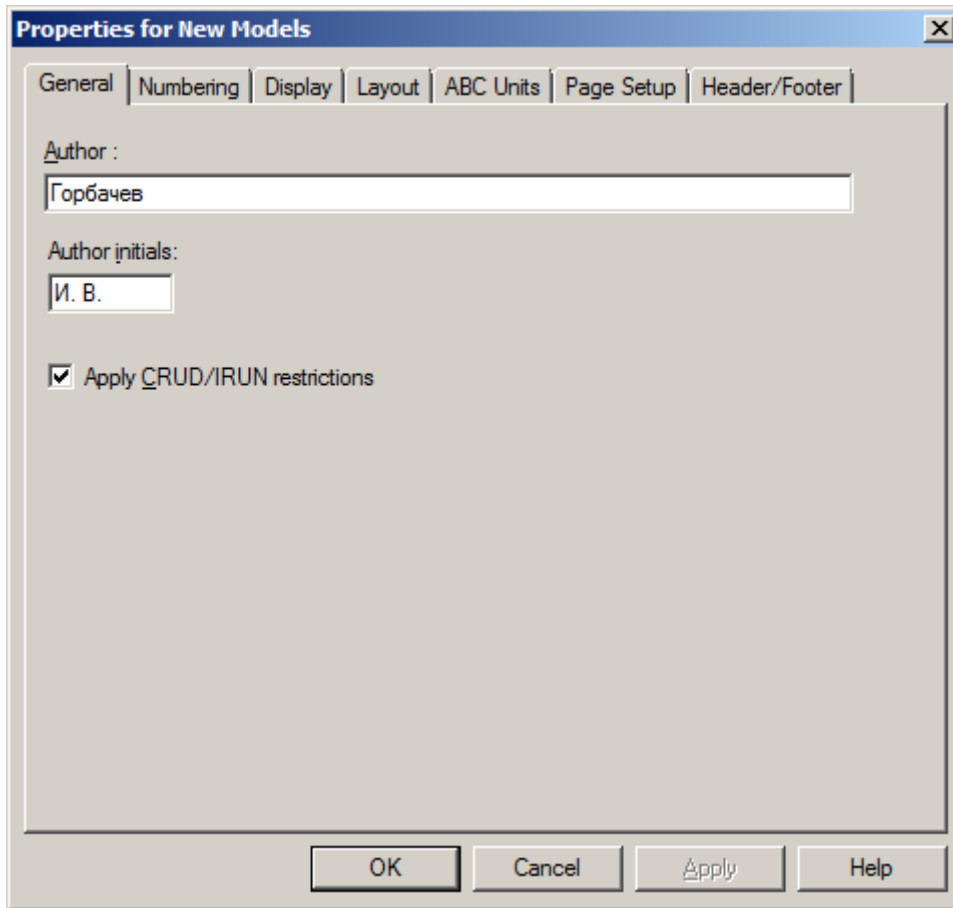 Properties for New Models
General Numbering Display Layout ABC Units Page Setup Header/Footer
Author :
Горбачев
Author initials:
И. В.
Apply CRUD/IRUN restrictions
OK Cancel Apply Help